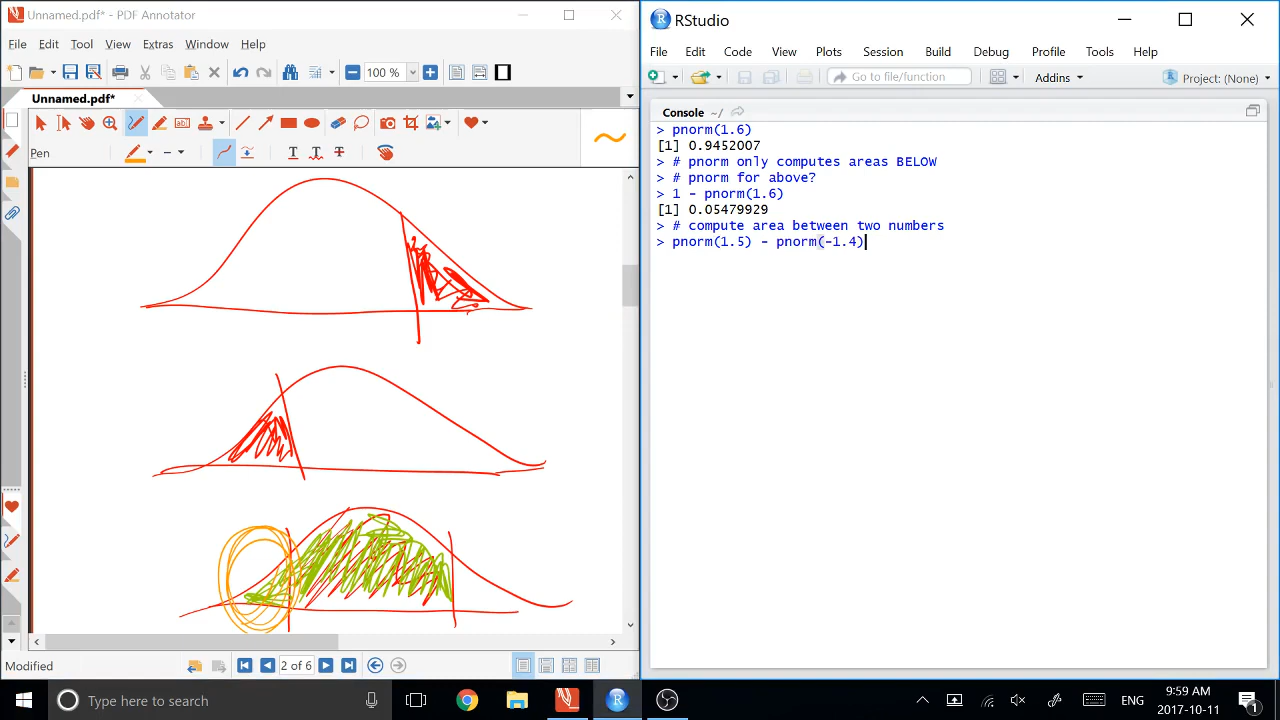 Unnamed.pdf* - PDF Annotator
File Edit Tool View Extras Window Help
100 %
Unnamed.pdf*
Pen
2 of 6
Modified
RStudio
File Edit Code View Plots Session Build Debug Profile Tools Help
Go to file/function
Addins
Project: (None)
Console ~/
> pnorm(1.6)
[1] 0.9452007
> # pnorm only computes areas BELOW
> # pnorm for above?
> 1 - pnorm(1.6)
[1] 0.05479929
> # compute area between two numbers
> pnorm(1.5) - pnorm(-1.4)
Type here to search
ENG
9:59 AM
2017-10-11
1